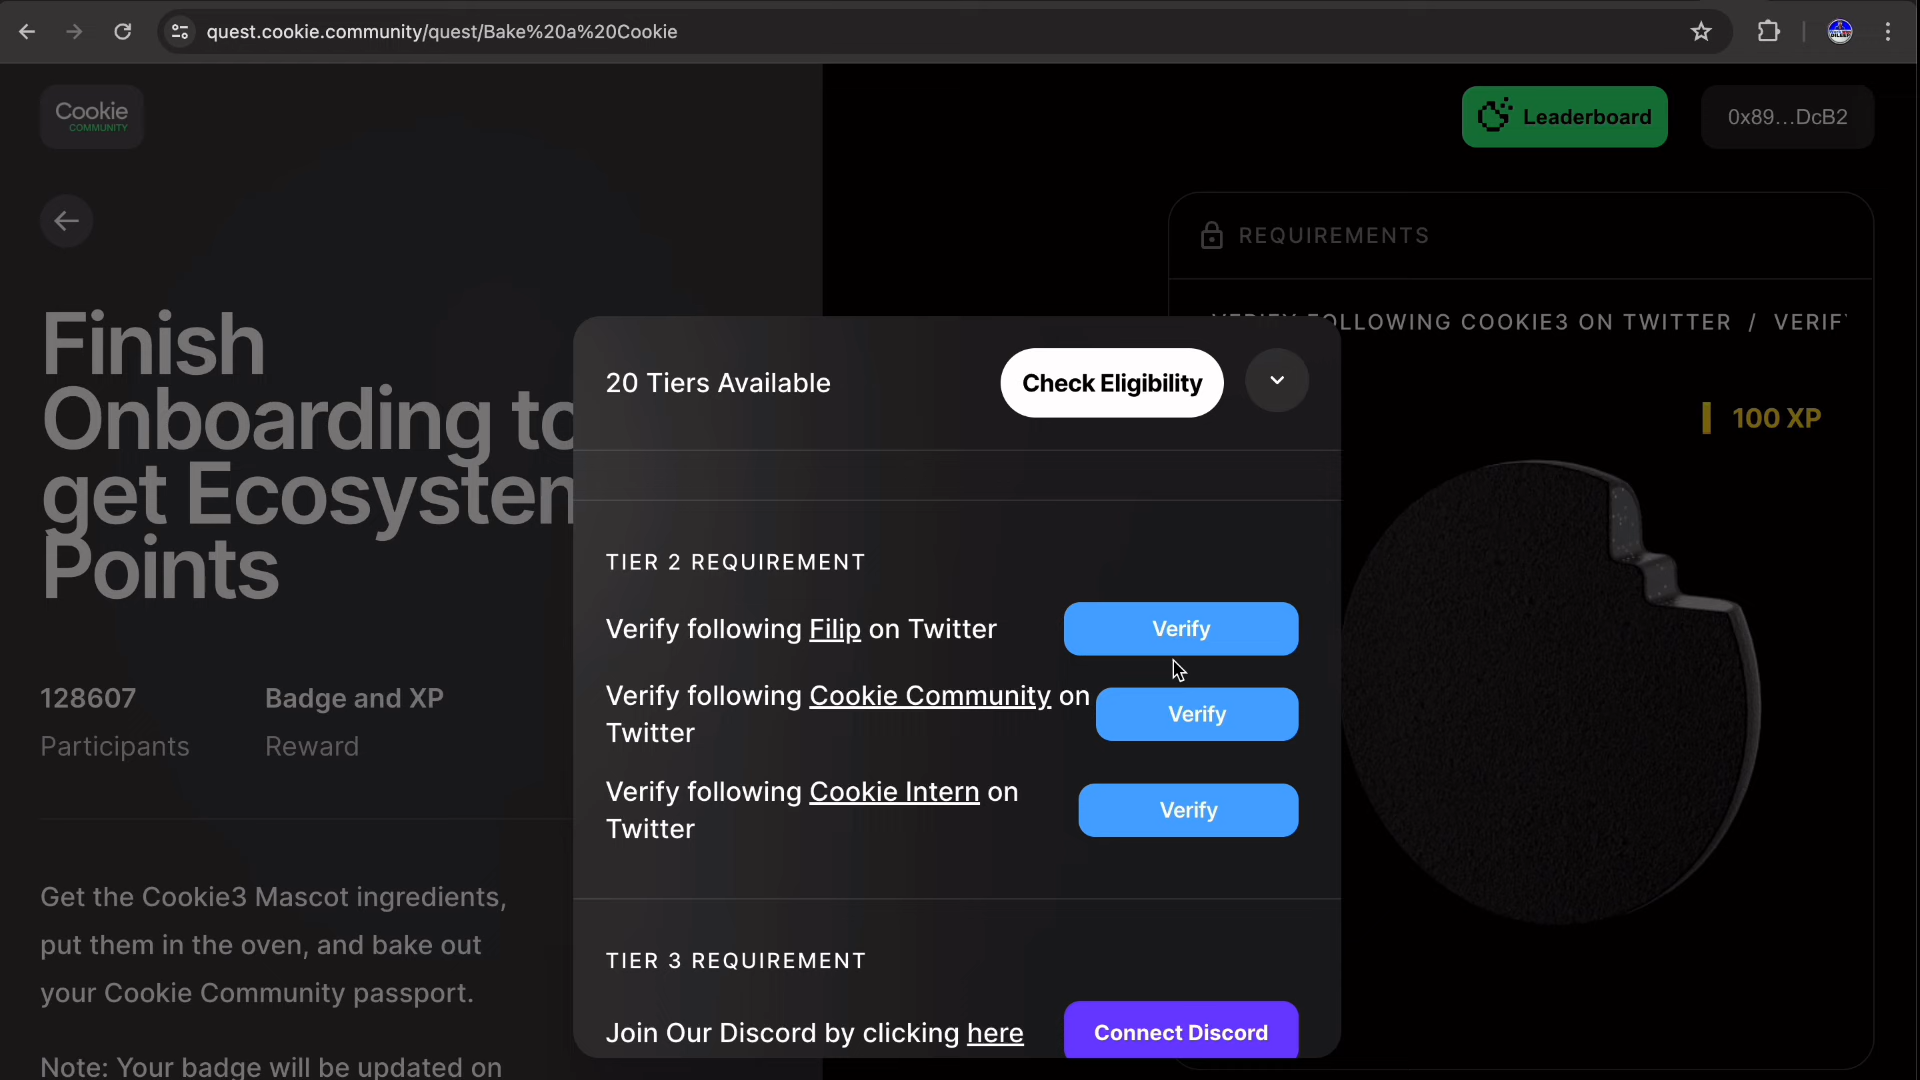 quest.cookie.community/quest/Bake%20a%20Cookie
Cookie
COMMUNITY
Leaderboard
0x89...DcB2
REQUIREMENTS
VERIFY FOLLOWING COOKIE3 ON TWITTER / VERIF
100 XP
Finish
Onboarding to
get Ecosystem
Points
128607
Participants
Badge and XP
Reward
Get the Cookie3 Mascot ingredients,
put them in the oven, and bake out
your Cookie Community passport.
Note: Your badge will be updated on
20 Tiers Available
Check Eligibility
TIER 2 REQUIREMENT
Verify following Filip on Twitter
Verify
Verify following Cookie Community on
Twitter
Verify
Verify following Cookie Intern on
Twitter
Verify
TIER 3 REQUIREMENT
Join Our Discord by clicking here
Connect Discord